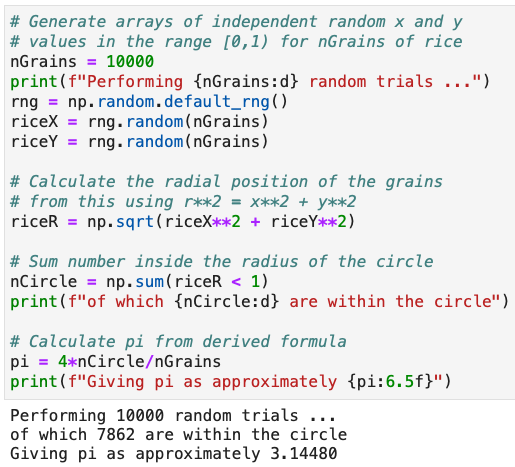 # Generate arrays of independent random x and y
# values in the range [0,1) for nGrains of rice
nGrains = 10000
print(f"Performing {nGrains:d} random trials ...")
rng = np.random.default_rng()
riceX = rng.random(nGrains)
riceY = rng.random(nGrains)

# Calculate the radial position of the grains
# from this using r**2 = x**2 + y**2
riceR = np.sqrt(riceX**2 + riceY**2)

# Sum number inside the radius of the circle
nCircle = np.sum(riceR < 1)
print(f"of which {nCircle:d} are within the circle")

# Calculate pi from derived formula
pi = 4*nCircle/nGrains
print(f"Giving pi as approximately {pi:6.5f}")
Performing 10000 random trials ...
of which 7862 are within the circle
Giving pi as approximately 3.14480